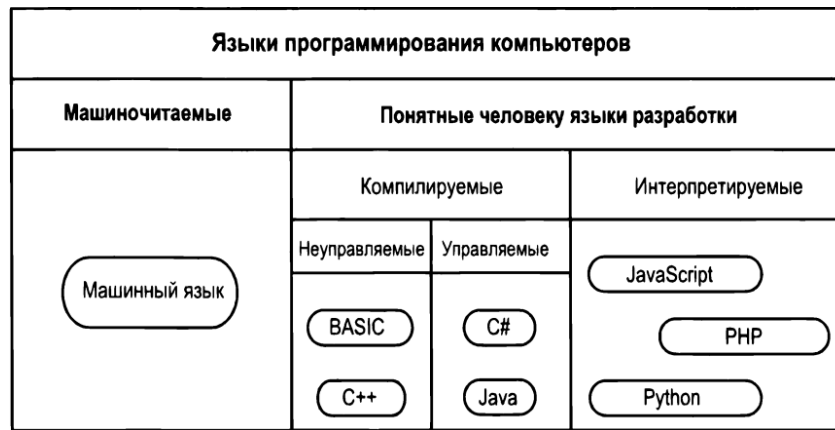 Языки программирования компьютеров
Машиночитаемые
Понятные человеку языки разработки
Компилируемые
Интерпретируемые
Неуправляемые
Управляемые
Машинный язык
BASIC
C++
C#
Java
JavaScript
PHP
Python